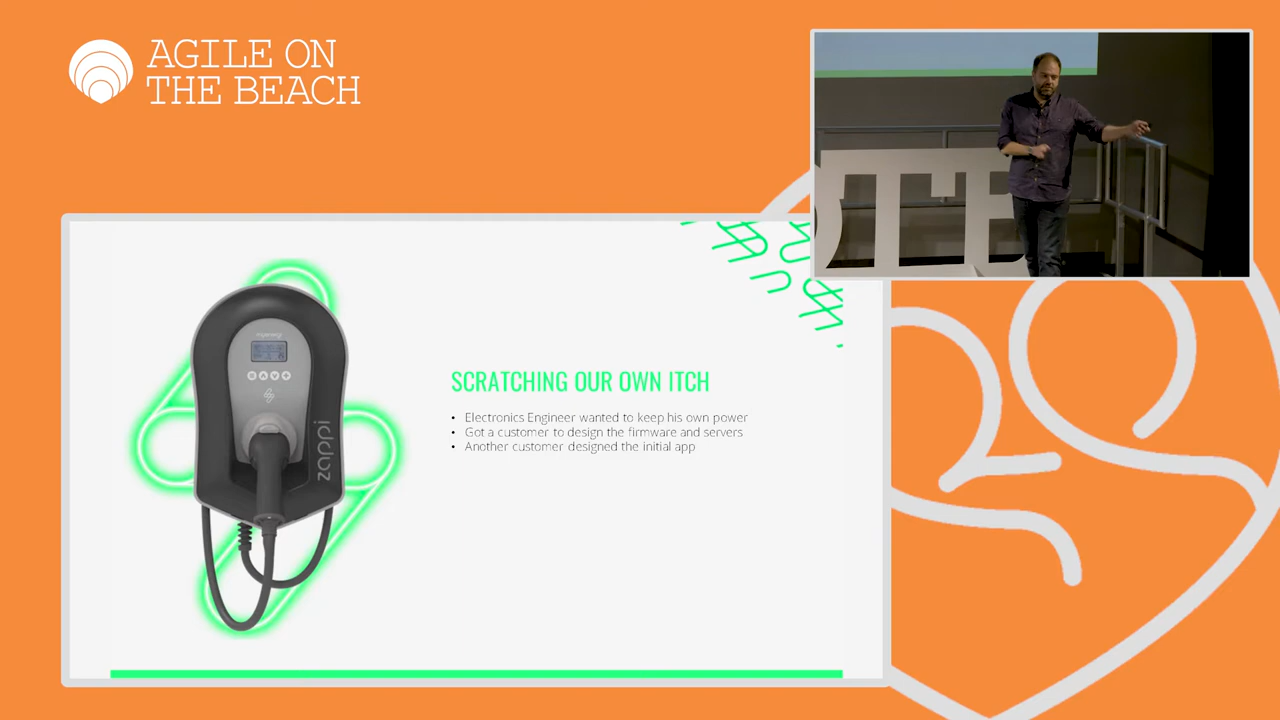 AGILE ON
THE BEACH
myenergi
zappi
SCRATCHING OUR OWN ITCH
• Electronics Engineer wanted to keep his own power
• Got a customer to design the firmware and servers
• Another customer designed the initial app